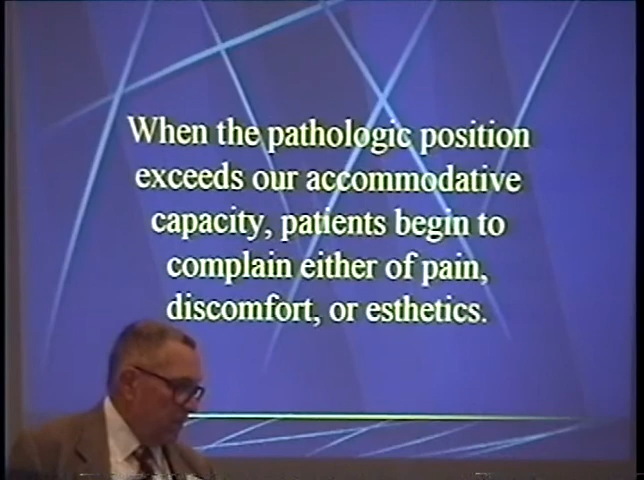 When the pathologic position
exceeds our accommodative
capacity, patients begin to
complain either of pain,
discomfort, or esthetics.